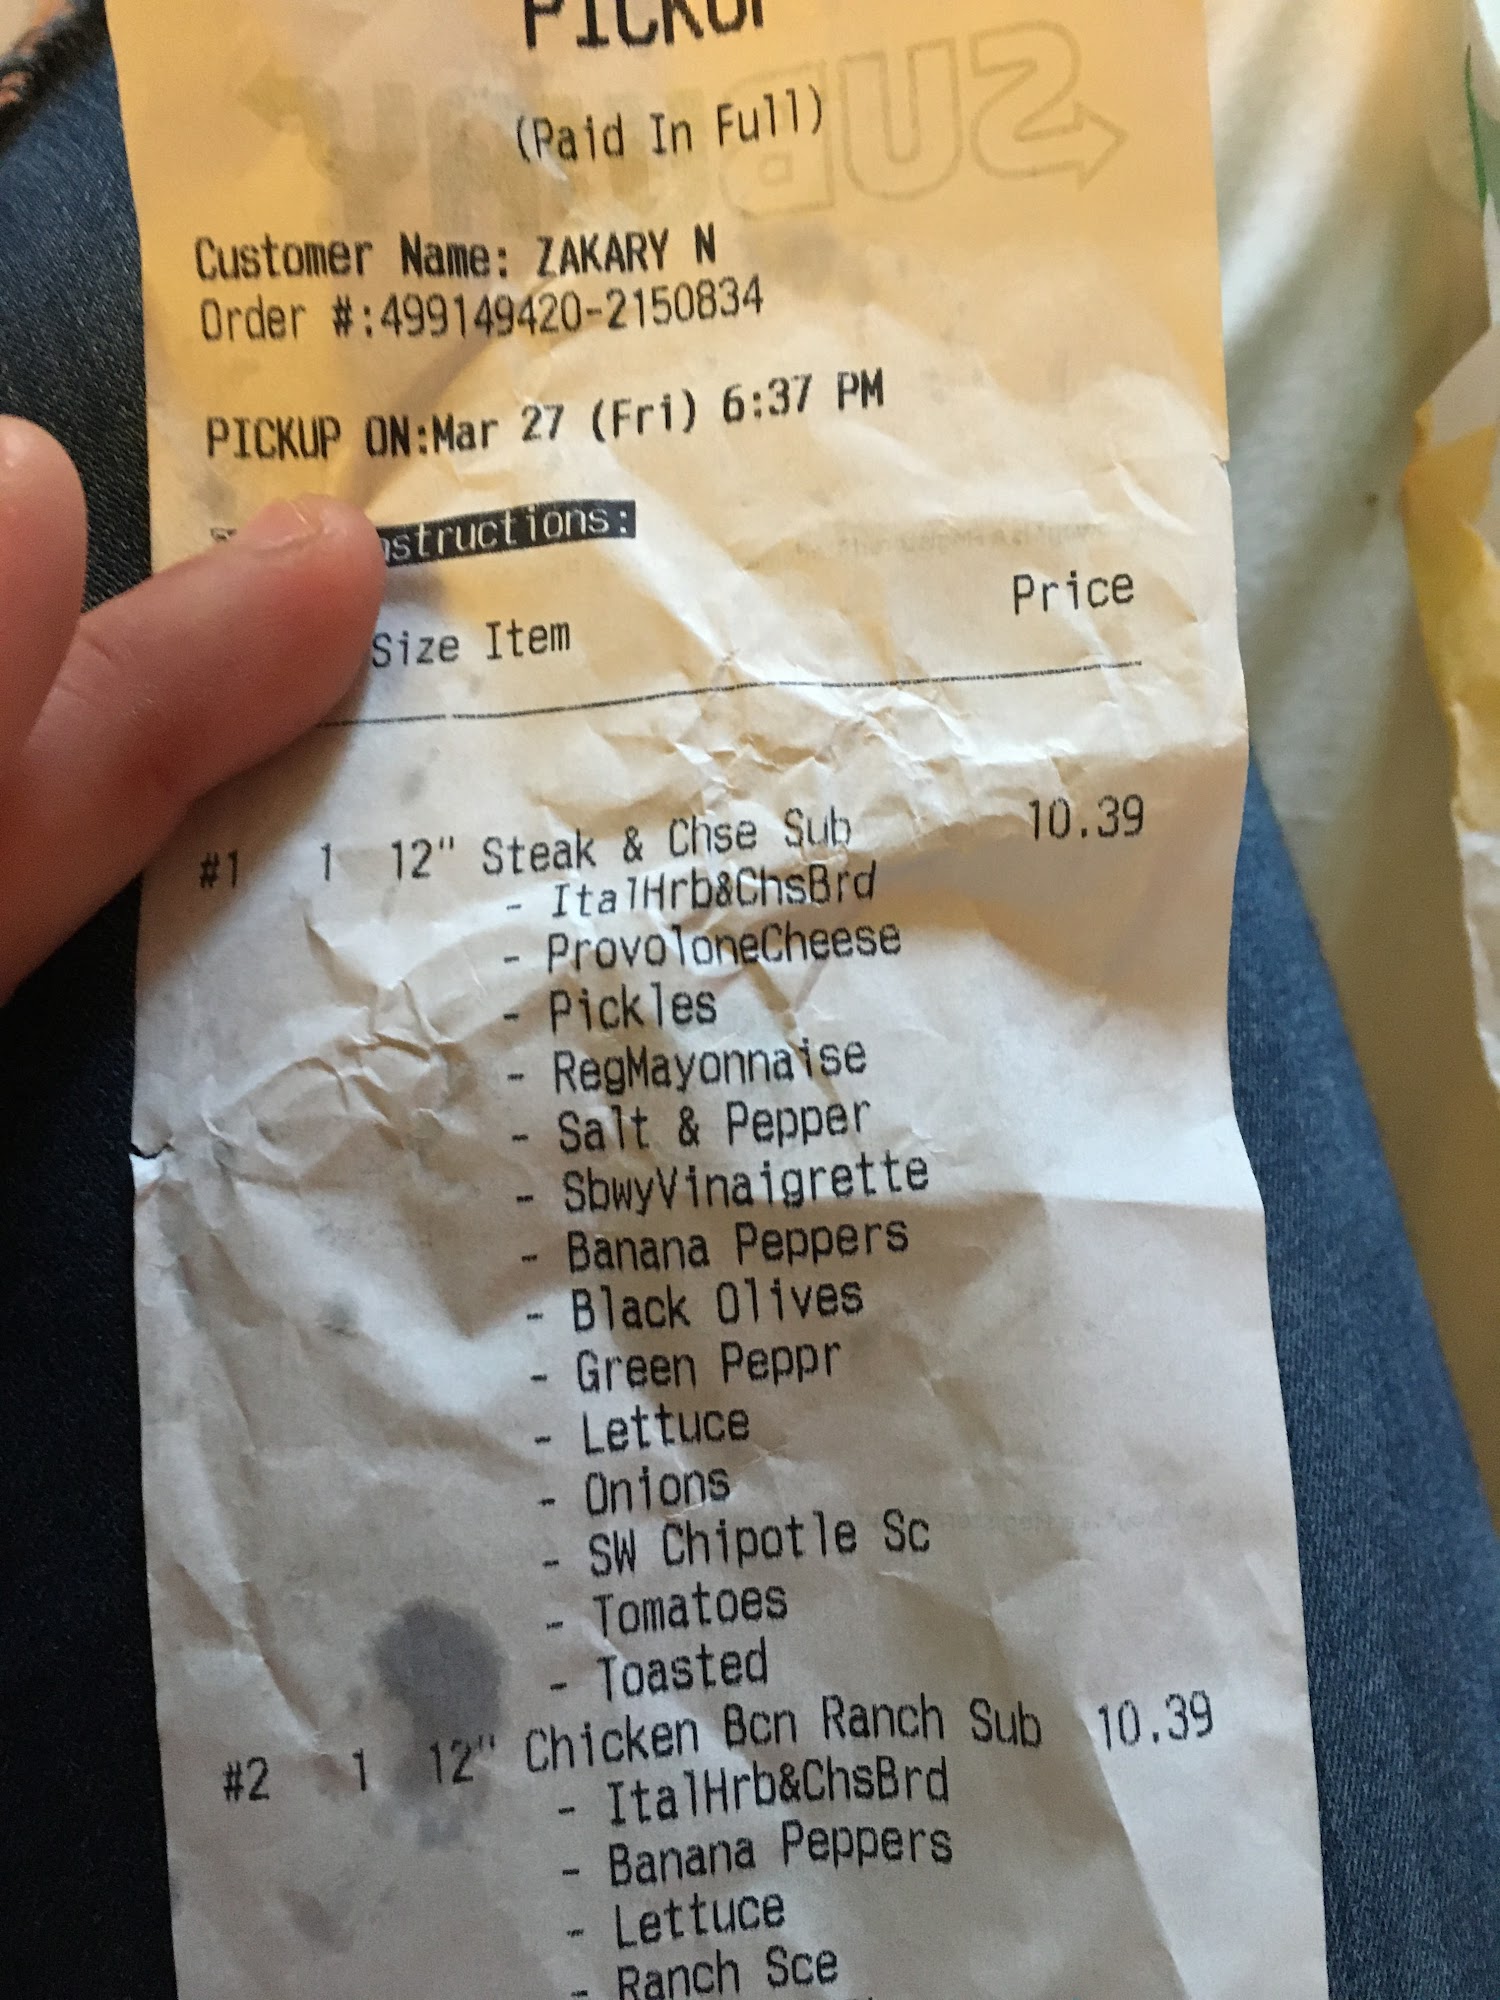 PICKUP
(Paid In Full)
Customer Name: ZAKARY N
Order #:499149420-2150834
PICKUP ON:Mar 27 (Fri) 6:37 PM
nstructions:
Size Item Price
#1 1 12" Steak & Chse Sub 10.39
- ItalHrb&ChsBrd
- ProvoloneCheese
- Pickles
- RegMayonnaise
- Salt & Pepper
- SbwyVinaigrette
- Banana Peppers
- Black Olives
- Green Peppr
- Lettuce
- Onions
- SW Chipotle Sc
- Tomatoes
- Toasted
#2 1 12" Chicken Bcn Ranch Sub 10.39
- ItalHrb&ChsBrd
- Banana Peppers
- Lettuce
- Ranch Sce